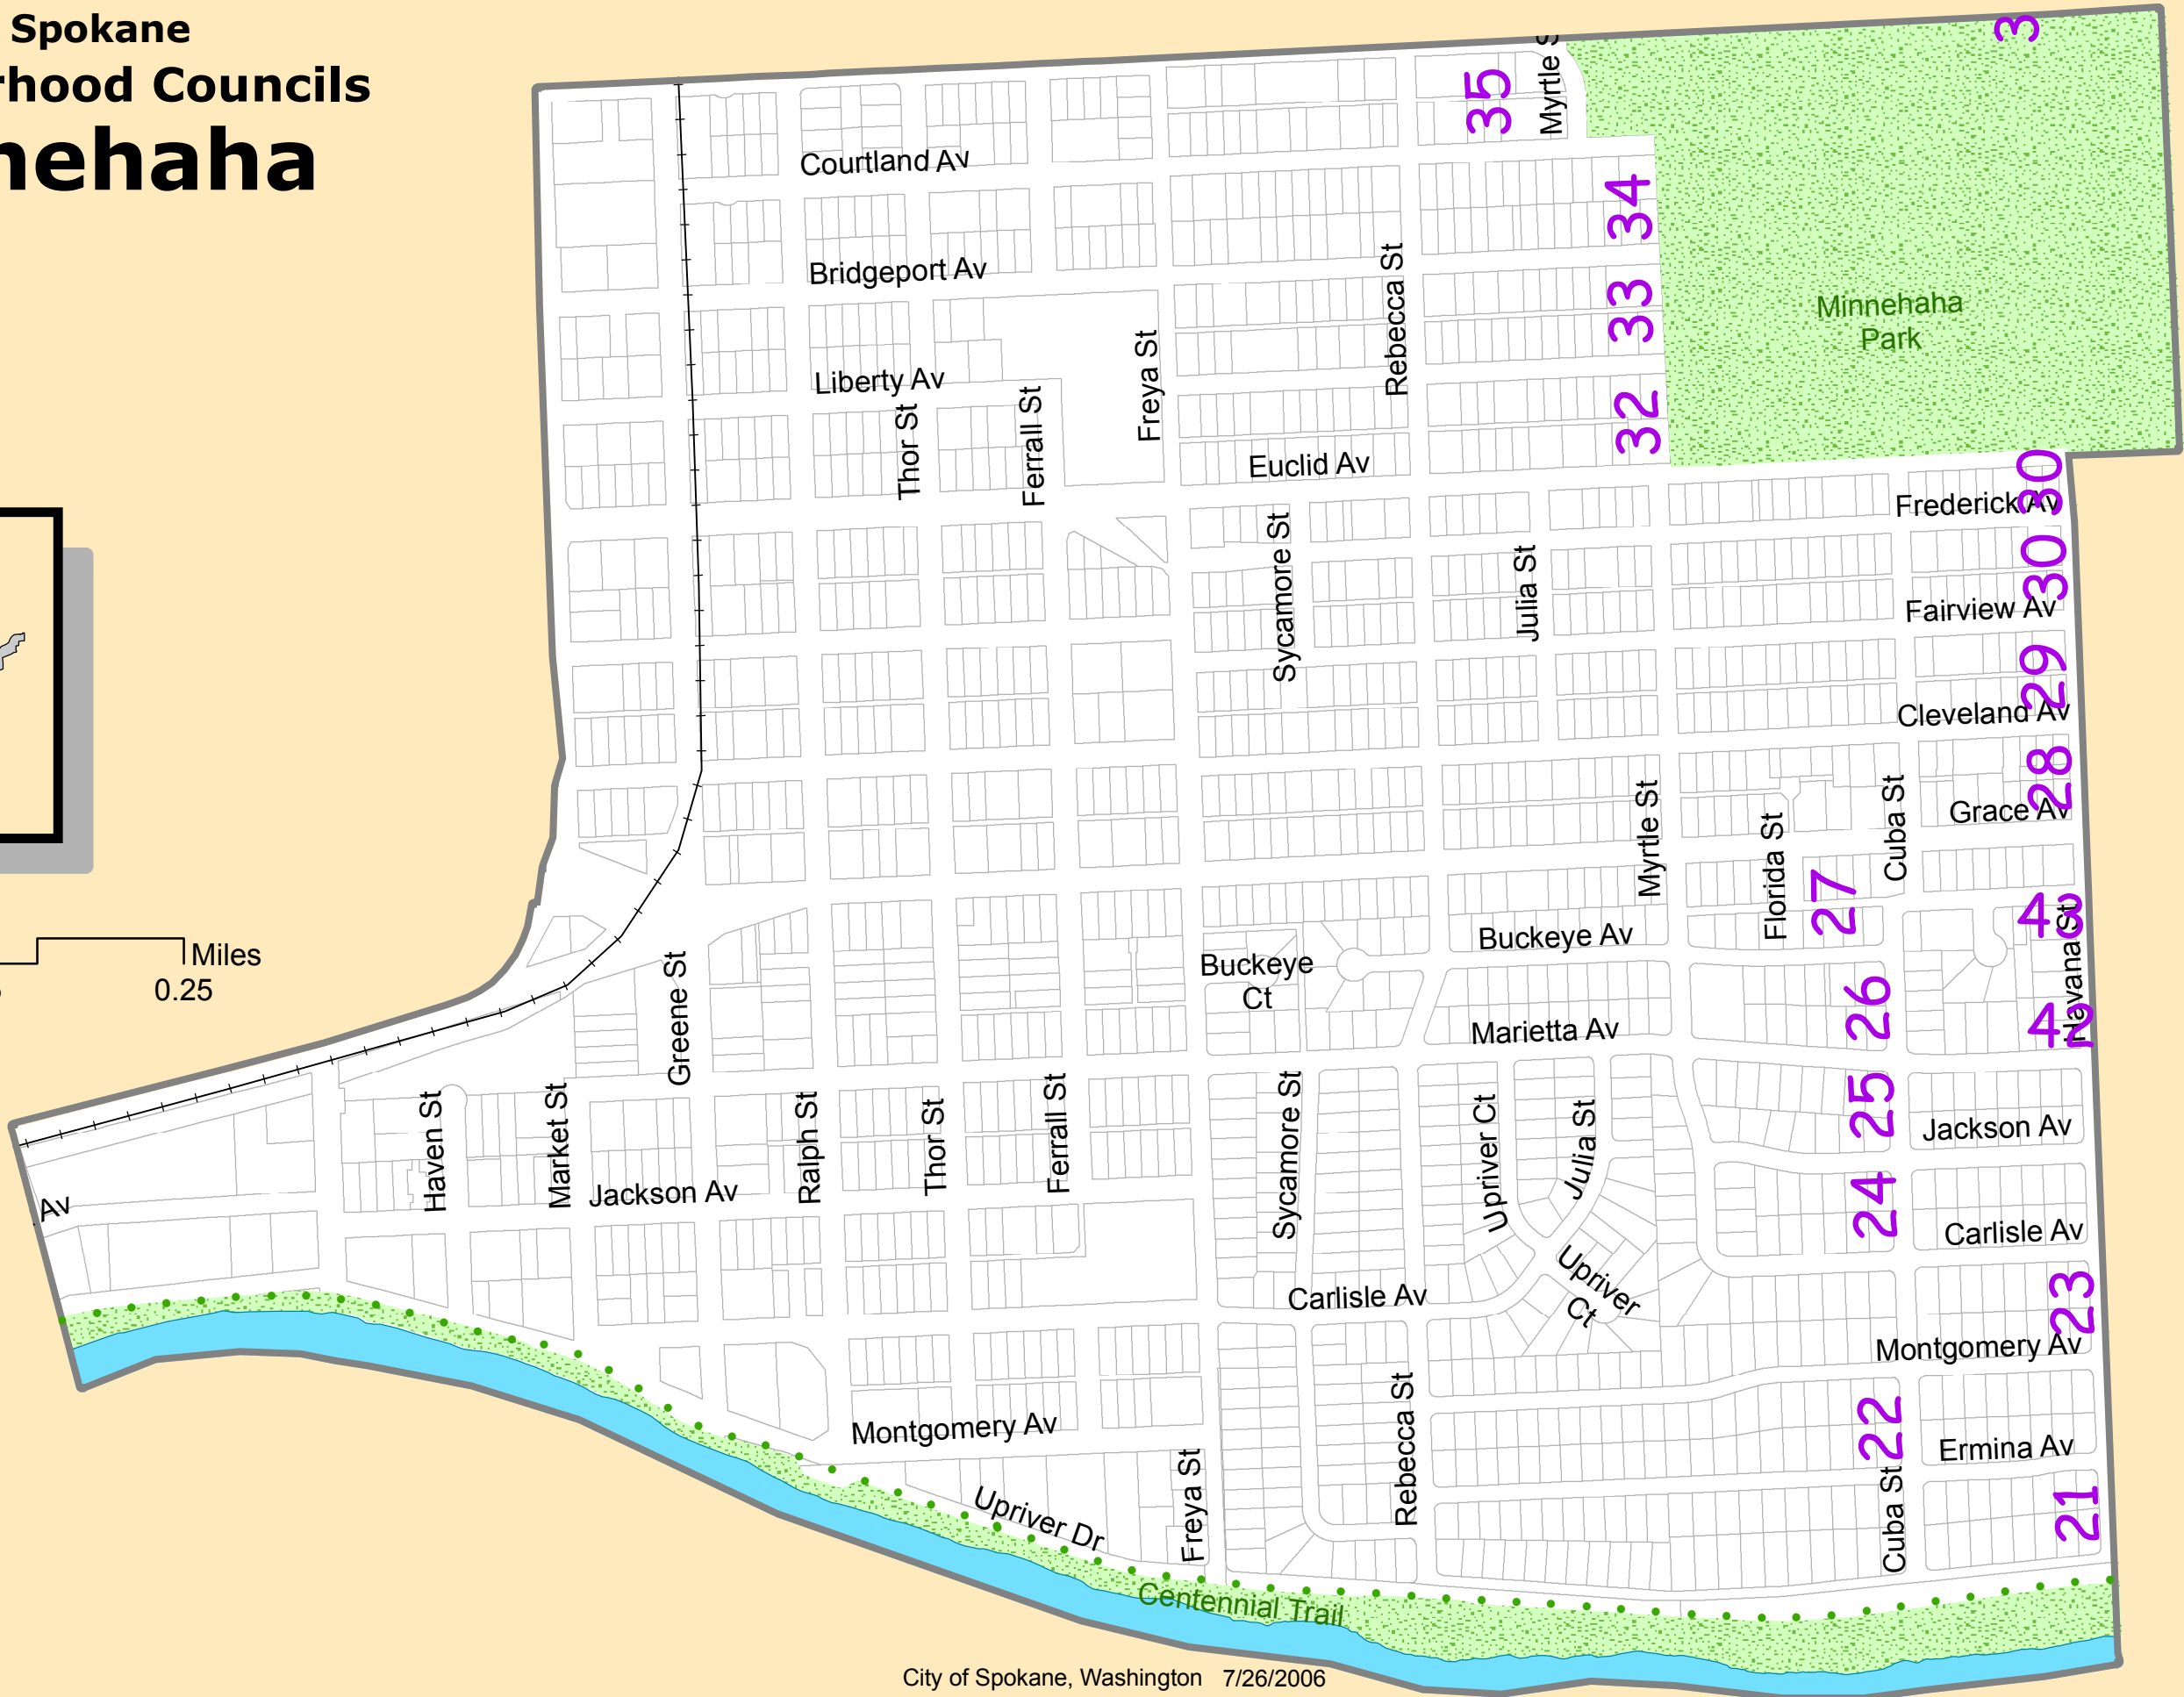 Spokane
rhood Councils
nehaha
Miles
0.25
Myrtle S
35
3
Courtland Av
34
Bridgeport Av
Rebecca St
33
Minnehaha
Park
Freya St
Liberty Av
Thor St
Ferrall St
32
Euclid Av
30
Frederick Av
Sycamore St
Julia St
30
Fairview Av
29
Cleveland Av
28
Grace Av
Myrtle St
Florida St
Cuba St
27
43
Havana St
Buckeye Av
Buckeye
Ct
26
42
Marietta Av
Greene St
25
Jackson Av
Haven St
Market St
Ralph St
Thor St
Ferrall St
Sycamore St
Upriver Ct
Julia St
Av
Jackson Av
24
Carlisle Av
Carlisle Av
Upriver
Ct
23
Montgomery Av
Montgomery Av
Rebecca St
22
Ermina Av
Freya St
Upriver Dr
Cuba St
21
Centennial Trail
City of Spokane, Washington 7/26/2006